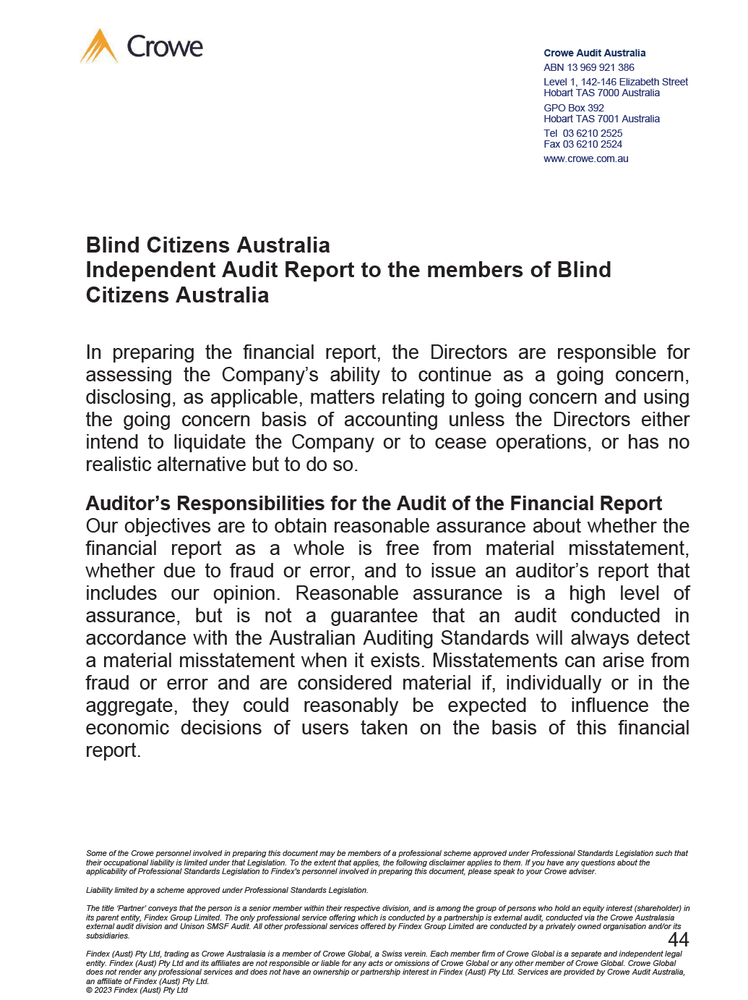 Crowe
Crowe Audit Australia
ABN 13 969 921 386
Level 1, 142-146 Elizabeth Street
Hobart TAS 7000 Australia
GPO Box 392
Hobart TAS 7001 Australia
Tel 03 6210 2525
Fax 03 6210 2524
www.crowe.com.au
Blind Citizens Australia
Independent Audit Report to the members of Blind
Citizens Australia
In preparing the financial report, the Directors are responsible for
assessing the Company’s ability to continue as a going concern,
disclosing, as applicable, matters relating to going concern and using
the going concern basis of accounting unless the Directors either
intend to liquidate the Company or to cease operations, or has no
realistic alternative but to do so.
Auditor’s Responsibilities for the Audit of the Financial Report
Our objectives are to obtain reasonable assurance about whether the
financial report as a whole is free from material misstatement,
whether due to fraud or error, and to issue an auditor’s report that
includes our opinion. Reasonable assurance is a high level of
assurance, but is not a guarantee that an audit conducted in
accordance with the Australian Auditing Standards will always detect
a material misstatement when it exists. Misstatements can arise from
fraud or error and are considered material if, individually or in the
aggregate, they could reasonably be expected to influence the
economic decisions of users taken on the basis of this financial
report.
Some of the Crowe personnel involved in preparing this document may be members of a professional scheme approved under Professional Standards Legislation such that
their occupational liability is limited under that Legislation. To the extent that applies, the following disclaimer applies to them. If you have any questions about the
applicability of Professional Standards Legislation to Findex's personnel involved in preparing this document, please speak to your Crowe adviser.
Liability limited by a scheme approved under Professional Standards Legislation.
The title ‘Partner’ conveys that the person is a senior member within their respective division, and is among the group of persons who hold an equity interest (shareholder) in
its parent entity, Findex Group Limited. The only professional service offering which is conducted by a partnership is external audit, conducted via the Crowe Australasia
external audit division and Unison SMSF Audit. All other professional services offered by Findex Group Limited are conducted by a privately owned organisation and/or its
subsidiaries.
44
Findex (Aust) Pty Ltd, trading as Crowe Australasia is a member of Crowe Global, a Swiss verein. Each member firm of Crowe Global is a separate and independent legal
entity. Findex (Aust) Pty Ltd and its affiliates are not responsible or liable for any acts or omissions of Crowe Global or any other member of Crowe Global. Crowe Global
does not render any professional services and does not have an ownership or partnership interest in Findex (Aust) Pty Ltd. Services are provided by Crowe Audit Australia,
an affiliate of Findex (Aust) Pty Ltd.
© 2023 Findex (Aust) Pty Ltd